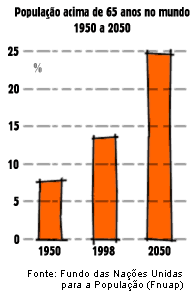 População acima de 65 anos no mundo
1950 a 2050
25
%
20
15
10
5
0
1950 1998 2050
Fonte: Fundo das Nações Unidas
para a População (Fnuap)